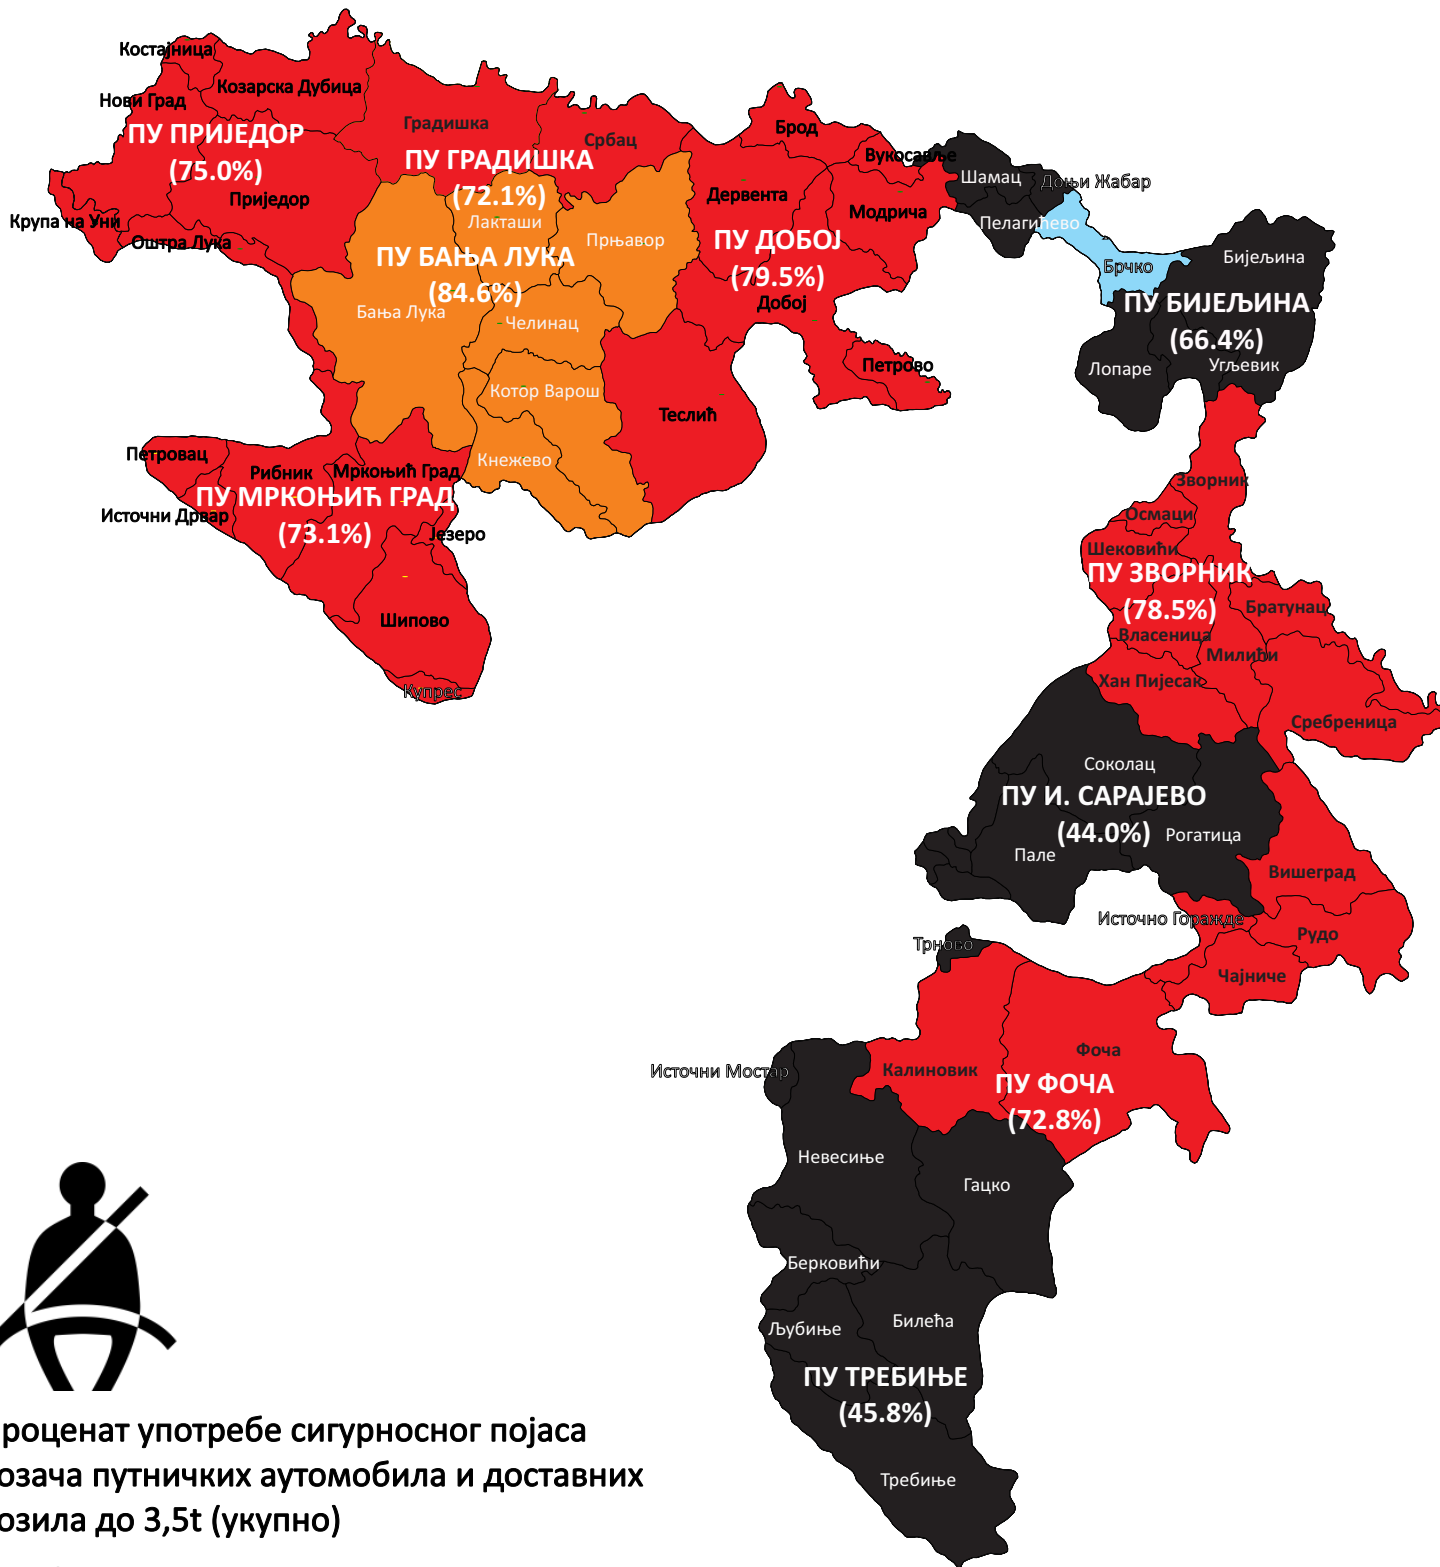 Костајница
Козарска Дубица
Нови Град
ПУ ПРИЈЕДОР
(75.0%)
Приједор
Крупа на Уни
Оштра Лука
Градишка
Србац
ПУ ГРАДИШКА
(72.1%)
Лакташи
Прњавор
ПУ БАЊА ЛУКА
(84.6%)
Бања Лука
Челинац
Котор Варош
Кнежево
Брод
Вукосавље
Дервента
Модрича
ПУ ДОБОЈ
(79.5%)
Добој
Петрово
Теслић
Шамац
Доњи Жабар
Пелагићево
Брчко
Бијељина
ПУ БИЈЕЉИНА
(66.4%)
Лопаре
Угљевик
Петровац
Рибник
Мркоњић Град
ПУ МРКОЊИЋ ГРАД
(73.1%)
Источни Дрвар
Језеро
Шипово
Купрес
Зворник
Осмаци
Шековићи
ПУ ЗВОРНИК
(78.5%)
Братунац
Власеница
Милићи
Хан Пијесак
Сребреница
Соколац
ПУ И. САРАЈЕВО
(44.0%)
Рогатица
Пале
Вишеград
Источно Горажде
Рудо
Трново
Чајниче
Фоча
Калиновик
ПУ ФОЧА
(72.8%)
Источни Мостар
Невесиње
Гацко
Берковићи
Билећа
Љубиње
ПУ ТРЕБИЊЕ
(45.8%)
Требиње
роценат употребе сигурносног појаса
озача путничких аутомобила и доставних
озила до 3,5t (укупно)